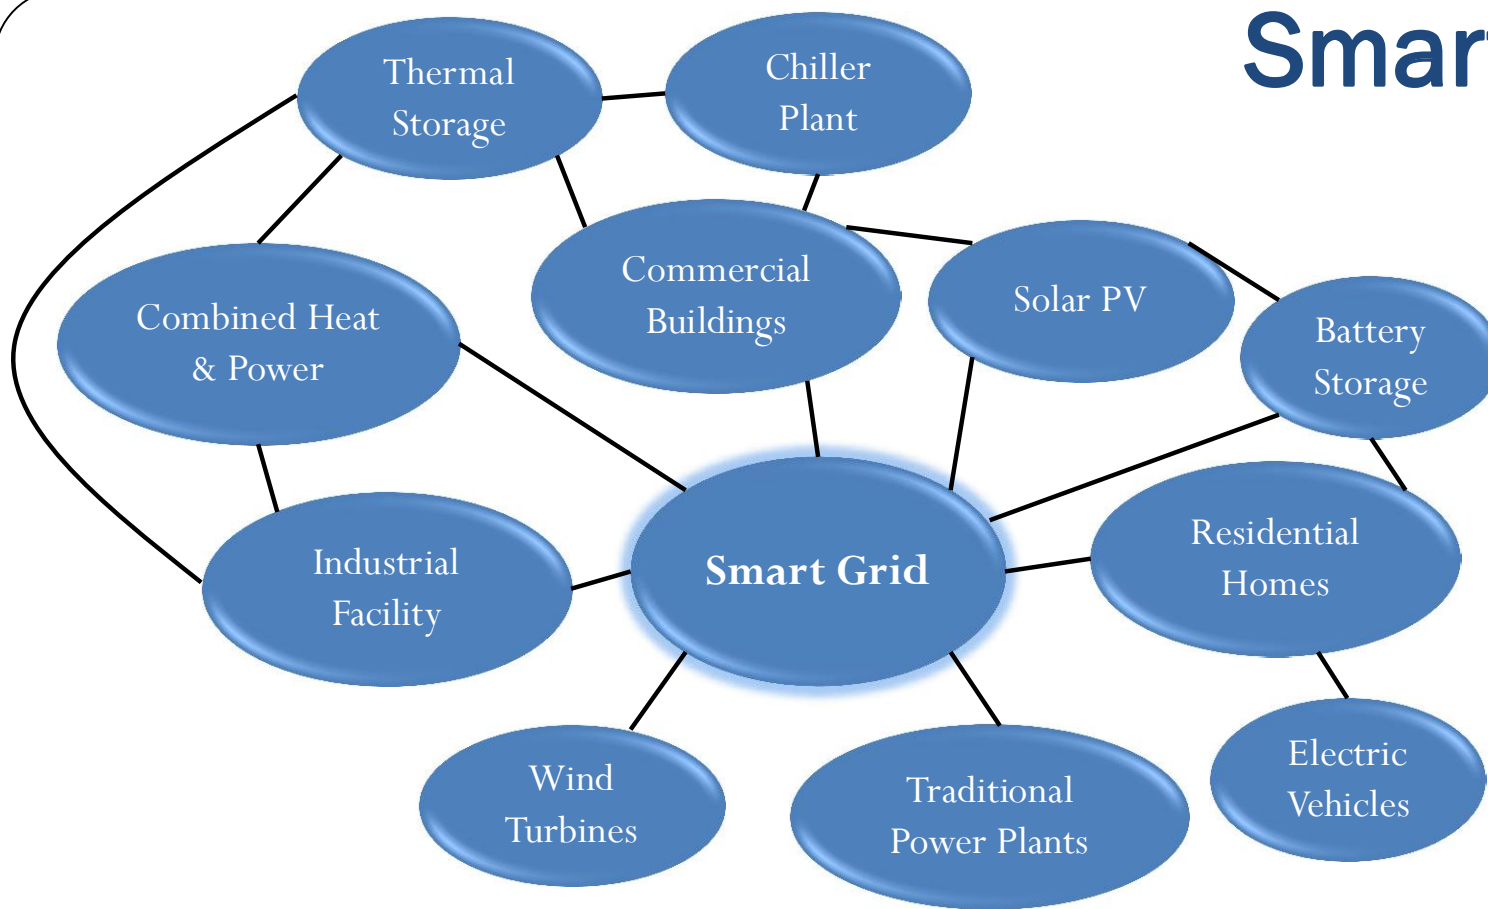 Smart
Thermal
Storage
Chiller
Plant
Commercial
Buildings
Solar PV
Battery
Storage
Combined Heat
& Power
Industrial
Facility
Smart Grid
Residential
Homes
Wind
Turbines
Traditional
Power Plants
Electric
Vehicles